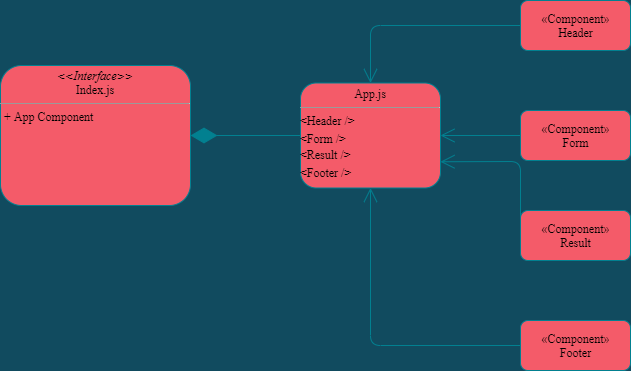 <<Interface>>
Index.js
+ App Component
App.js
<Header />
<Form />
<Result />
<Footer />
«Component»
Header
«Component»
Form
«Component»
Result
«Component»
Footer